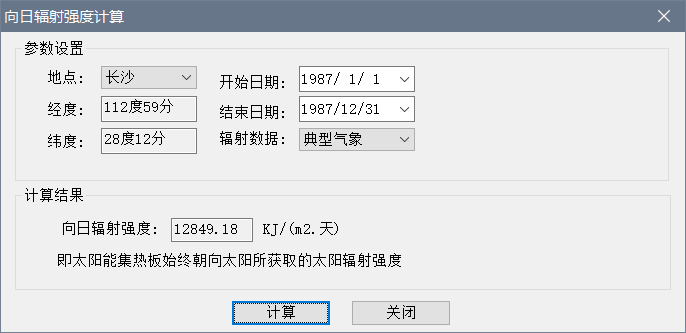 向日辐射强度计算
参数设置
地点: 长沙 开始日期: 1987/ 1/ 1
经度: 112度59分 结束日期: 1987/12/31
纬度: 28度12分 辐射数据: 典型气象
计算结果
向日辐射强度: 12849.18 KJ/(m2.天)
即太阳能集热板始终朝向太阳所获取的太阳辐射强度
计算 关闭